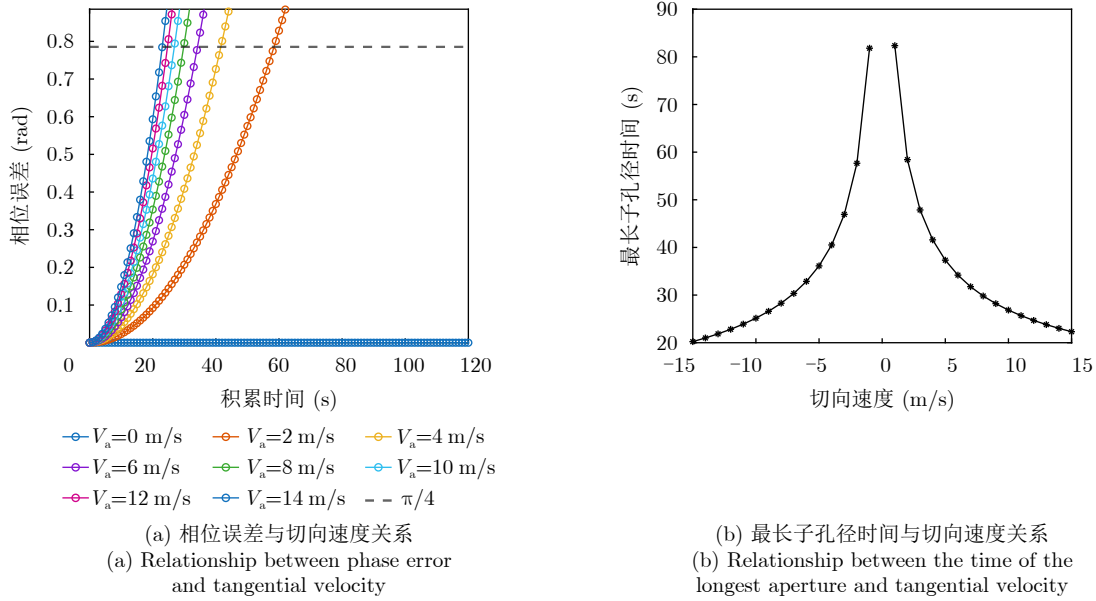 0.8
0.7
0.6
0.5
0.4
0.3
0.2
0.1
相位误差 (rad)
0 20 40 60 80 100 120
积累时间 (s)
Va=0 m/s Va=2 m/s Va=4 m/s
Va=6 m/s Va=8 m/s Va=10 m/s
Va=12 m/s Va=14 m/s π/4
(a) 相位误差与切向速度关系
(a) Relationship between phase error
and tangential velocity
90
80
70
60
50
40
30
20
最长子孔径时间 (s)
−15 −10 −5 0 5 10 15
切向速度 (m/s)
(b) 最长子孔径时间与切向速度关系
(b) Relationship between the time of the
longest aperture and tangential velocity